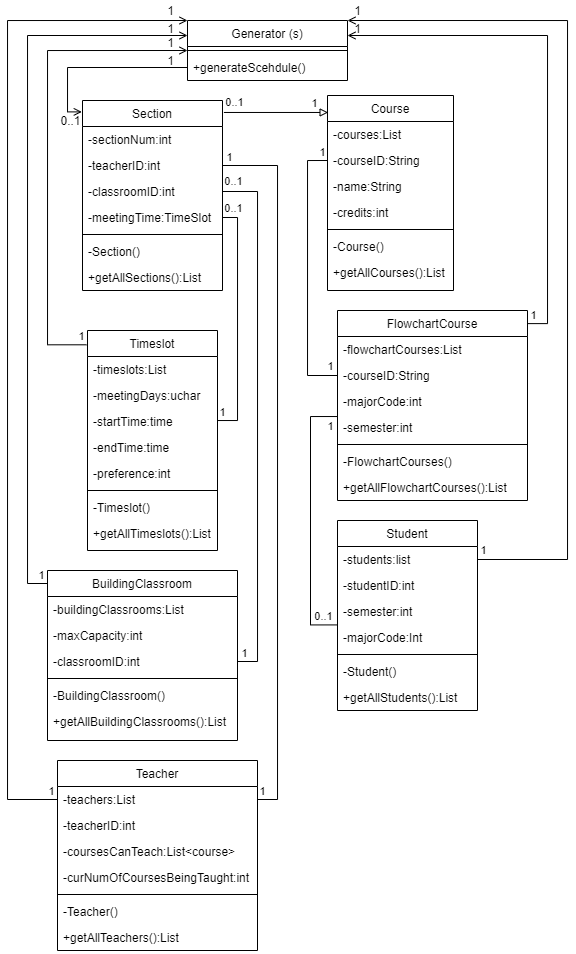 1
1
1
1
1
1
Generator (s)
+generateScehdule()
0..1
Section
-sectionNum:int
-teacherID:int
-classroomID:int
-meetingTime:TimeSlot
-Section()
+getAllSections():List
0..1
1
1
0..1
0..1
Course
-courses:List
-courseID:String
-name:String
-credits:int
-Course()
+getAllCourses():List
1
1
FlowchartCourse
-flowchartCourses:List
-courseID:String
-majorCode:int
-semester:int
-FlowchartCourses()
+getAllFlowchartCourses():List
1
1
1
Timeslot
-timeslots:List
-meetingDays:uchar
-startTime:time
-endTime:time
-preference:int
-Timeslot()
+getAllTimeslots():List
1
1
Student
-students:list
-studentID:int
-semester:int
-majorCode:Int
-Student()
+getAllStudents():List
1
0..1
BuildingClassroom
-buildingClassrooms:List
-maxCapacity:int
-classroomID:int
-BuildingClassroom()
+getAllBuildingClassrooms():List
1
1
Teacher
-teachers:List
-teacherID:int
-coursesCanTeach:List<course>
-curNumOfCoursesBeingTaught:int
-Teacher()
+getAllTeachers():List
1
1